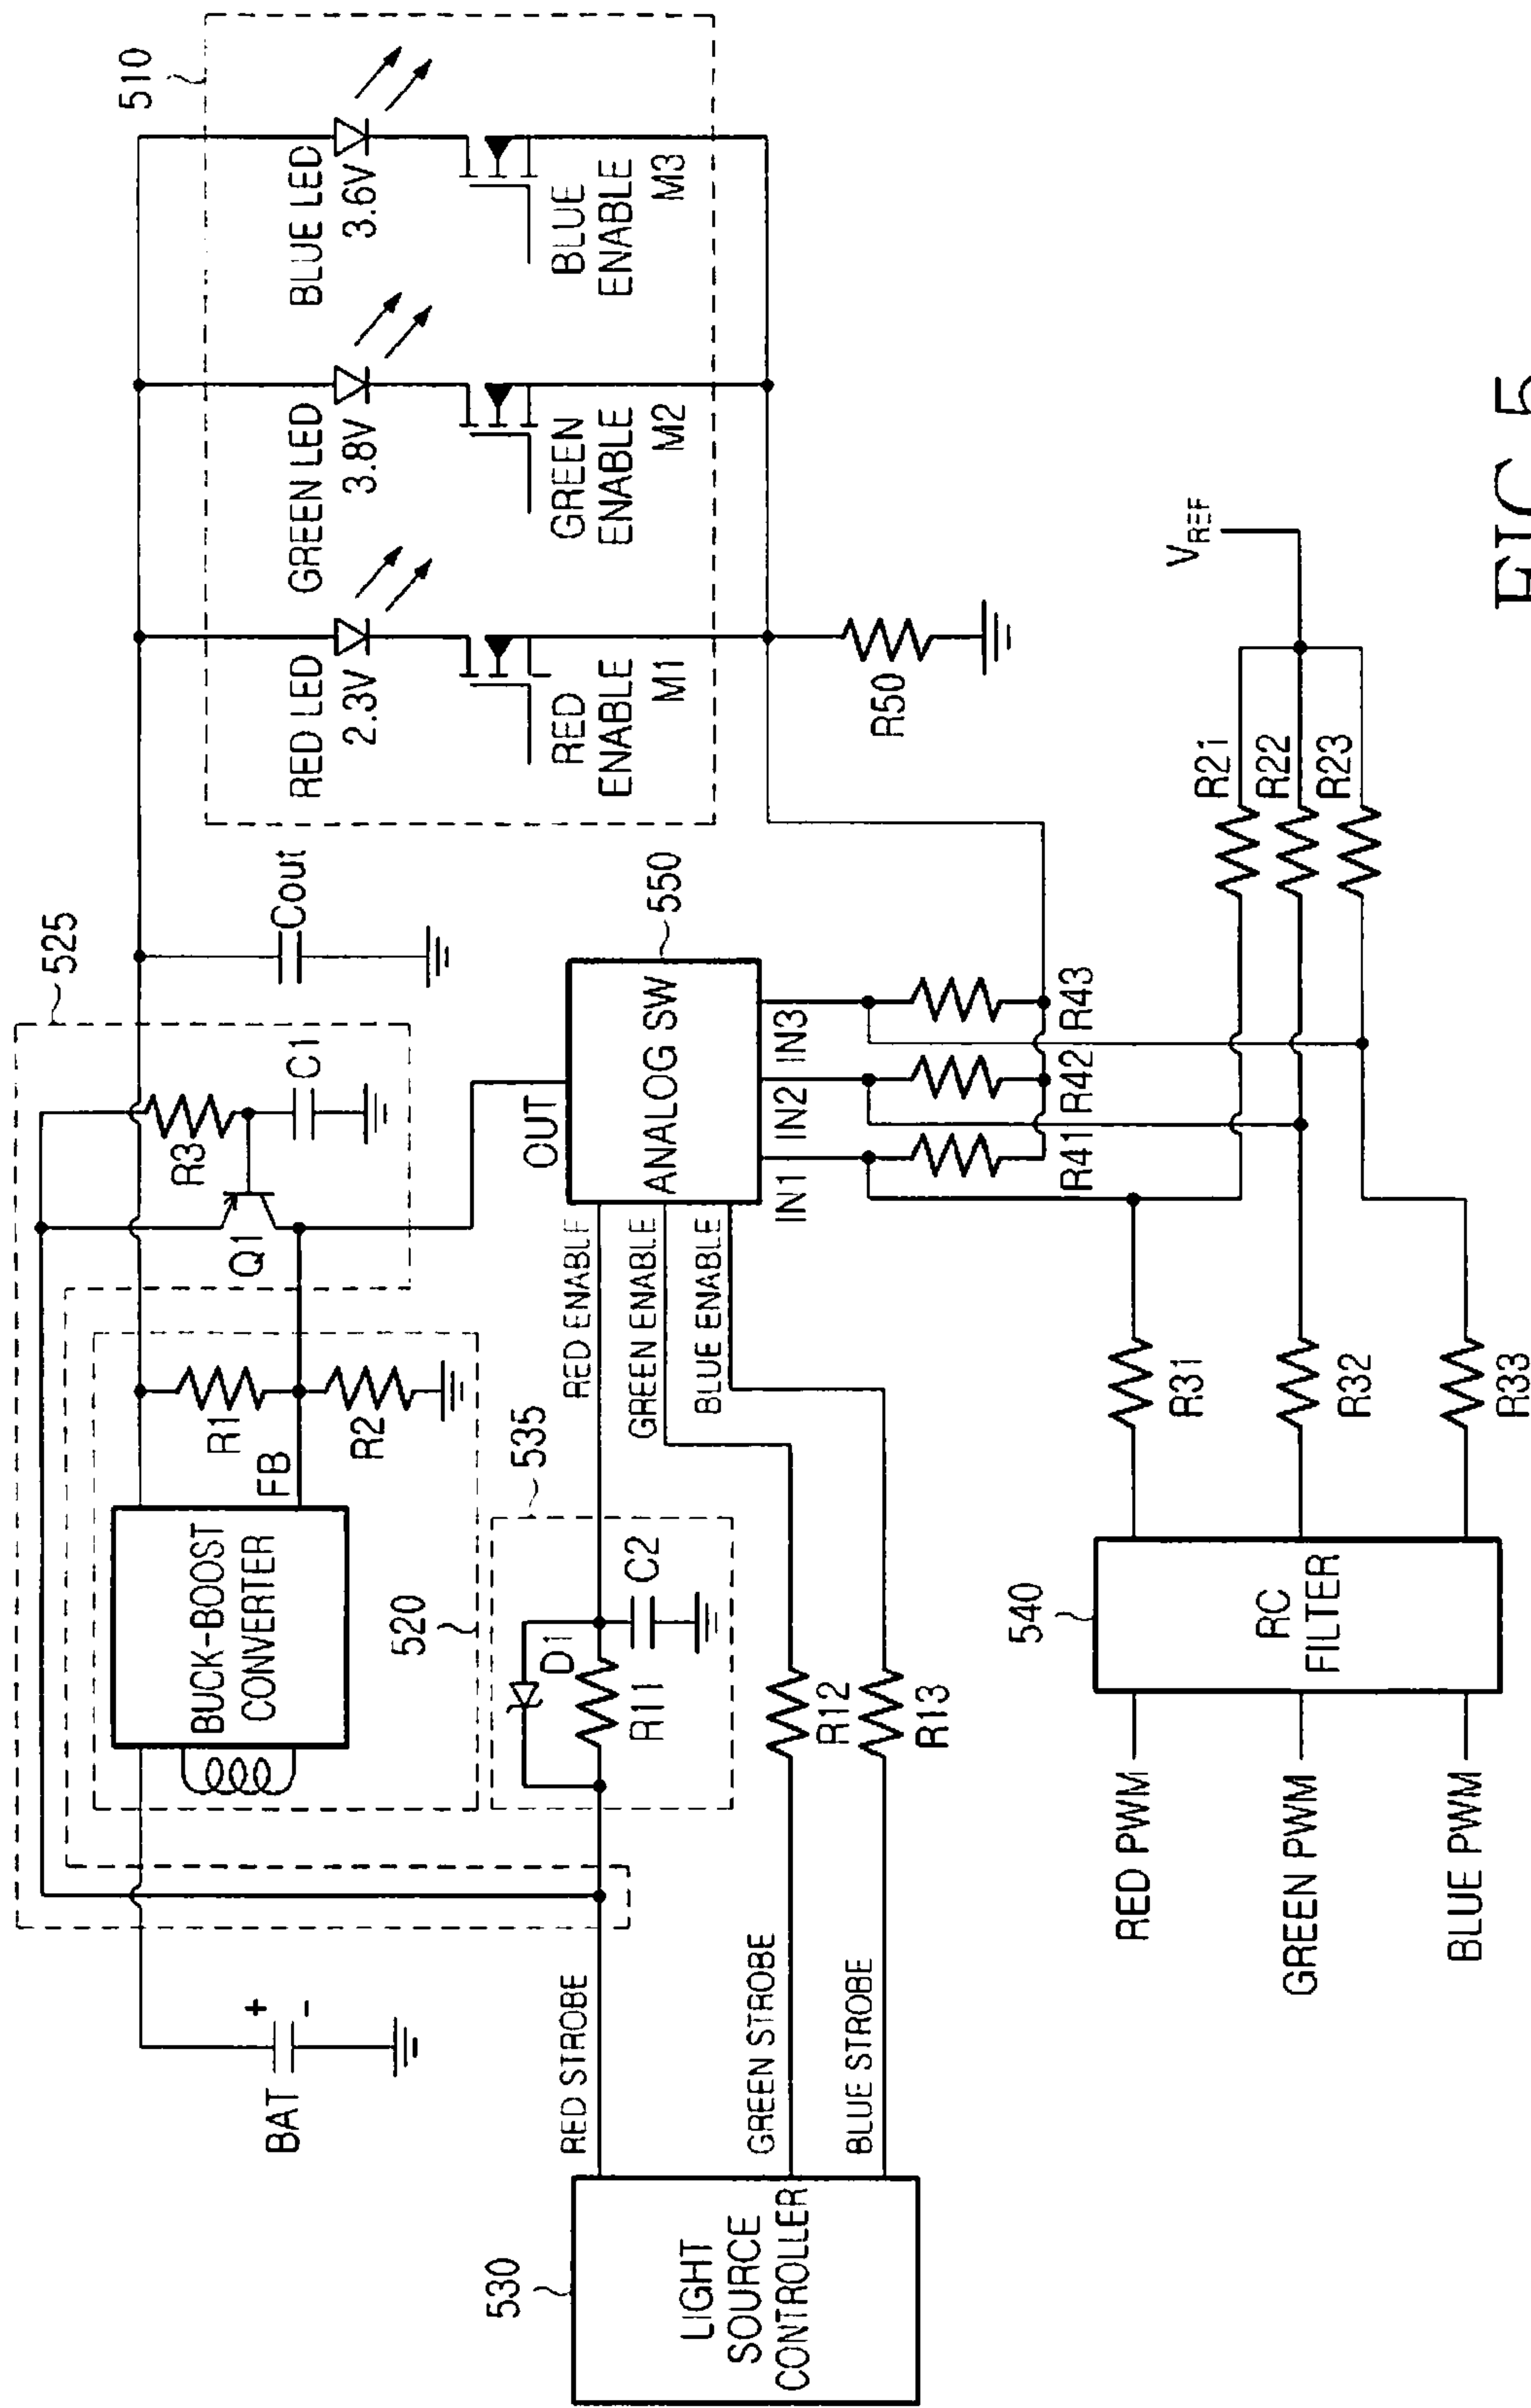 525
510
BUCK-BOOST
CONVERTER
FB
R1
R2
Q1
R3
C1
Cout
RED LED
2.3V
GREEN LED
3.8V
BLUE LED
3.6V
RED
ENABLE
M1
GREEN
ENABLE
M2
BLUE
ENABLE
M3
BAT
+
-
520
535
D1
R11
C2
RED STROBE
GREEN STROBE
BLUE STROBE
R12
R13
RED ENABLE
GREEN ENABLE
BLUE ENABLE
OUT
ANALOG SW
550
IN1
IN2
IN3
R41
R42
R43
R50
530
LIGHT
SOURCE
CONTROLLER
540
RC
FILTER
RED PWM
GREEN PWM
BLUE PWM
R31
R32
R33
R21
R22
R23
VREF
FIG. 5